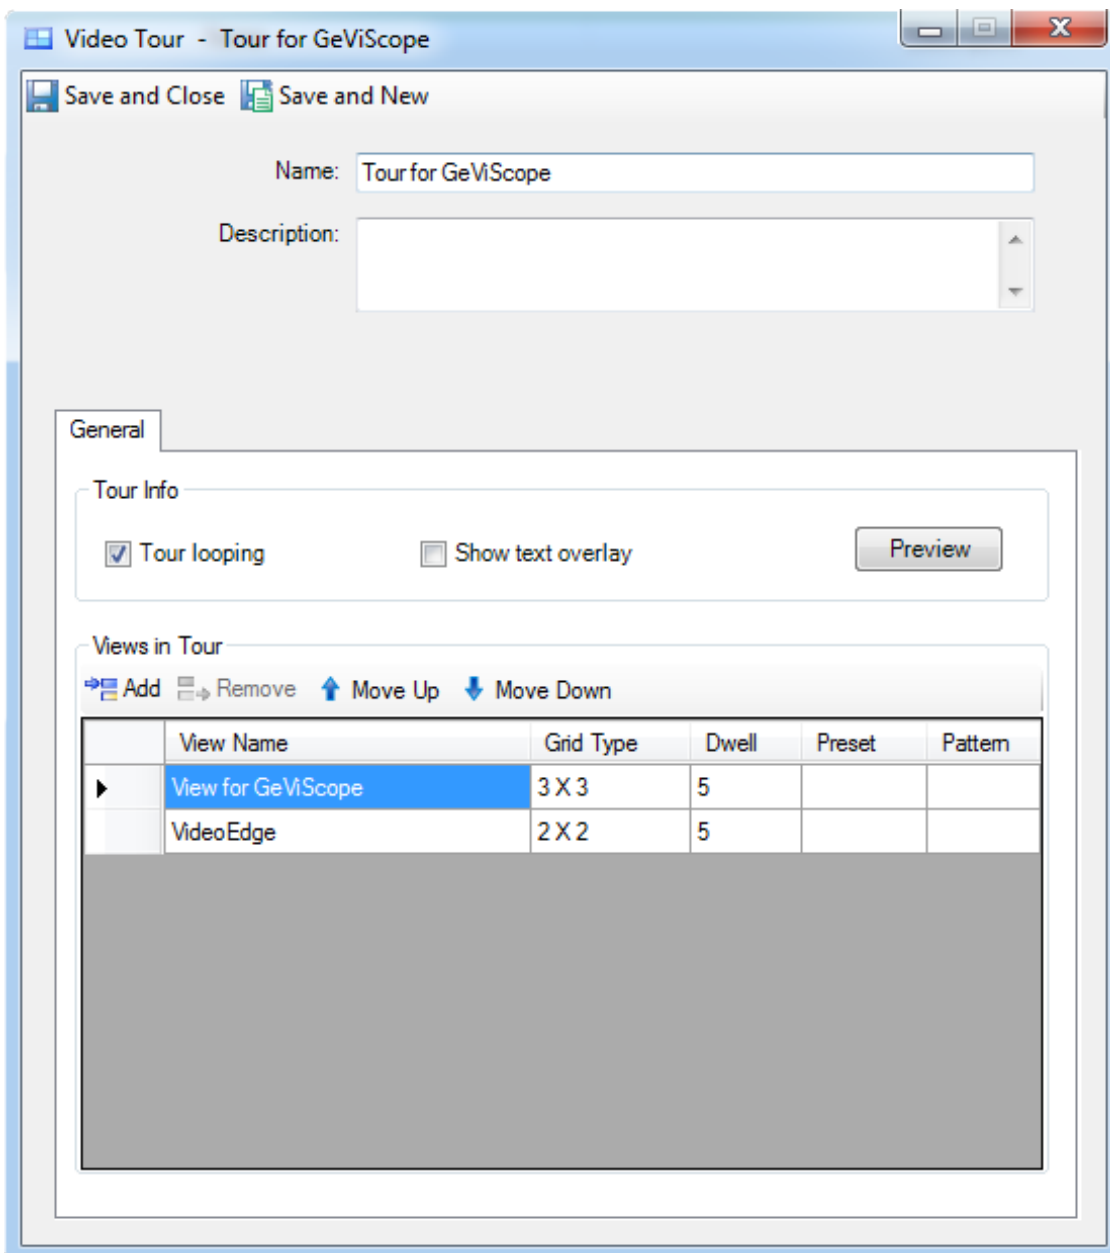 Video Tour - Tour for GeViScope
Save and Close Save and New
Name: Tour for GeViScope
Description:
General
Tour Info
Tour looping Show text overlay Preview
Views in Tour
Add Remove Move Up Move Down
View Name Grid Type Dwell Preset Pattern
View for GeViScope 3 X 3 5
VideoEdge 2 X 2 5